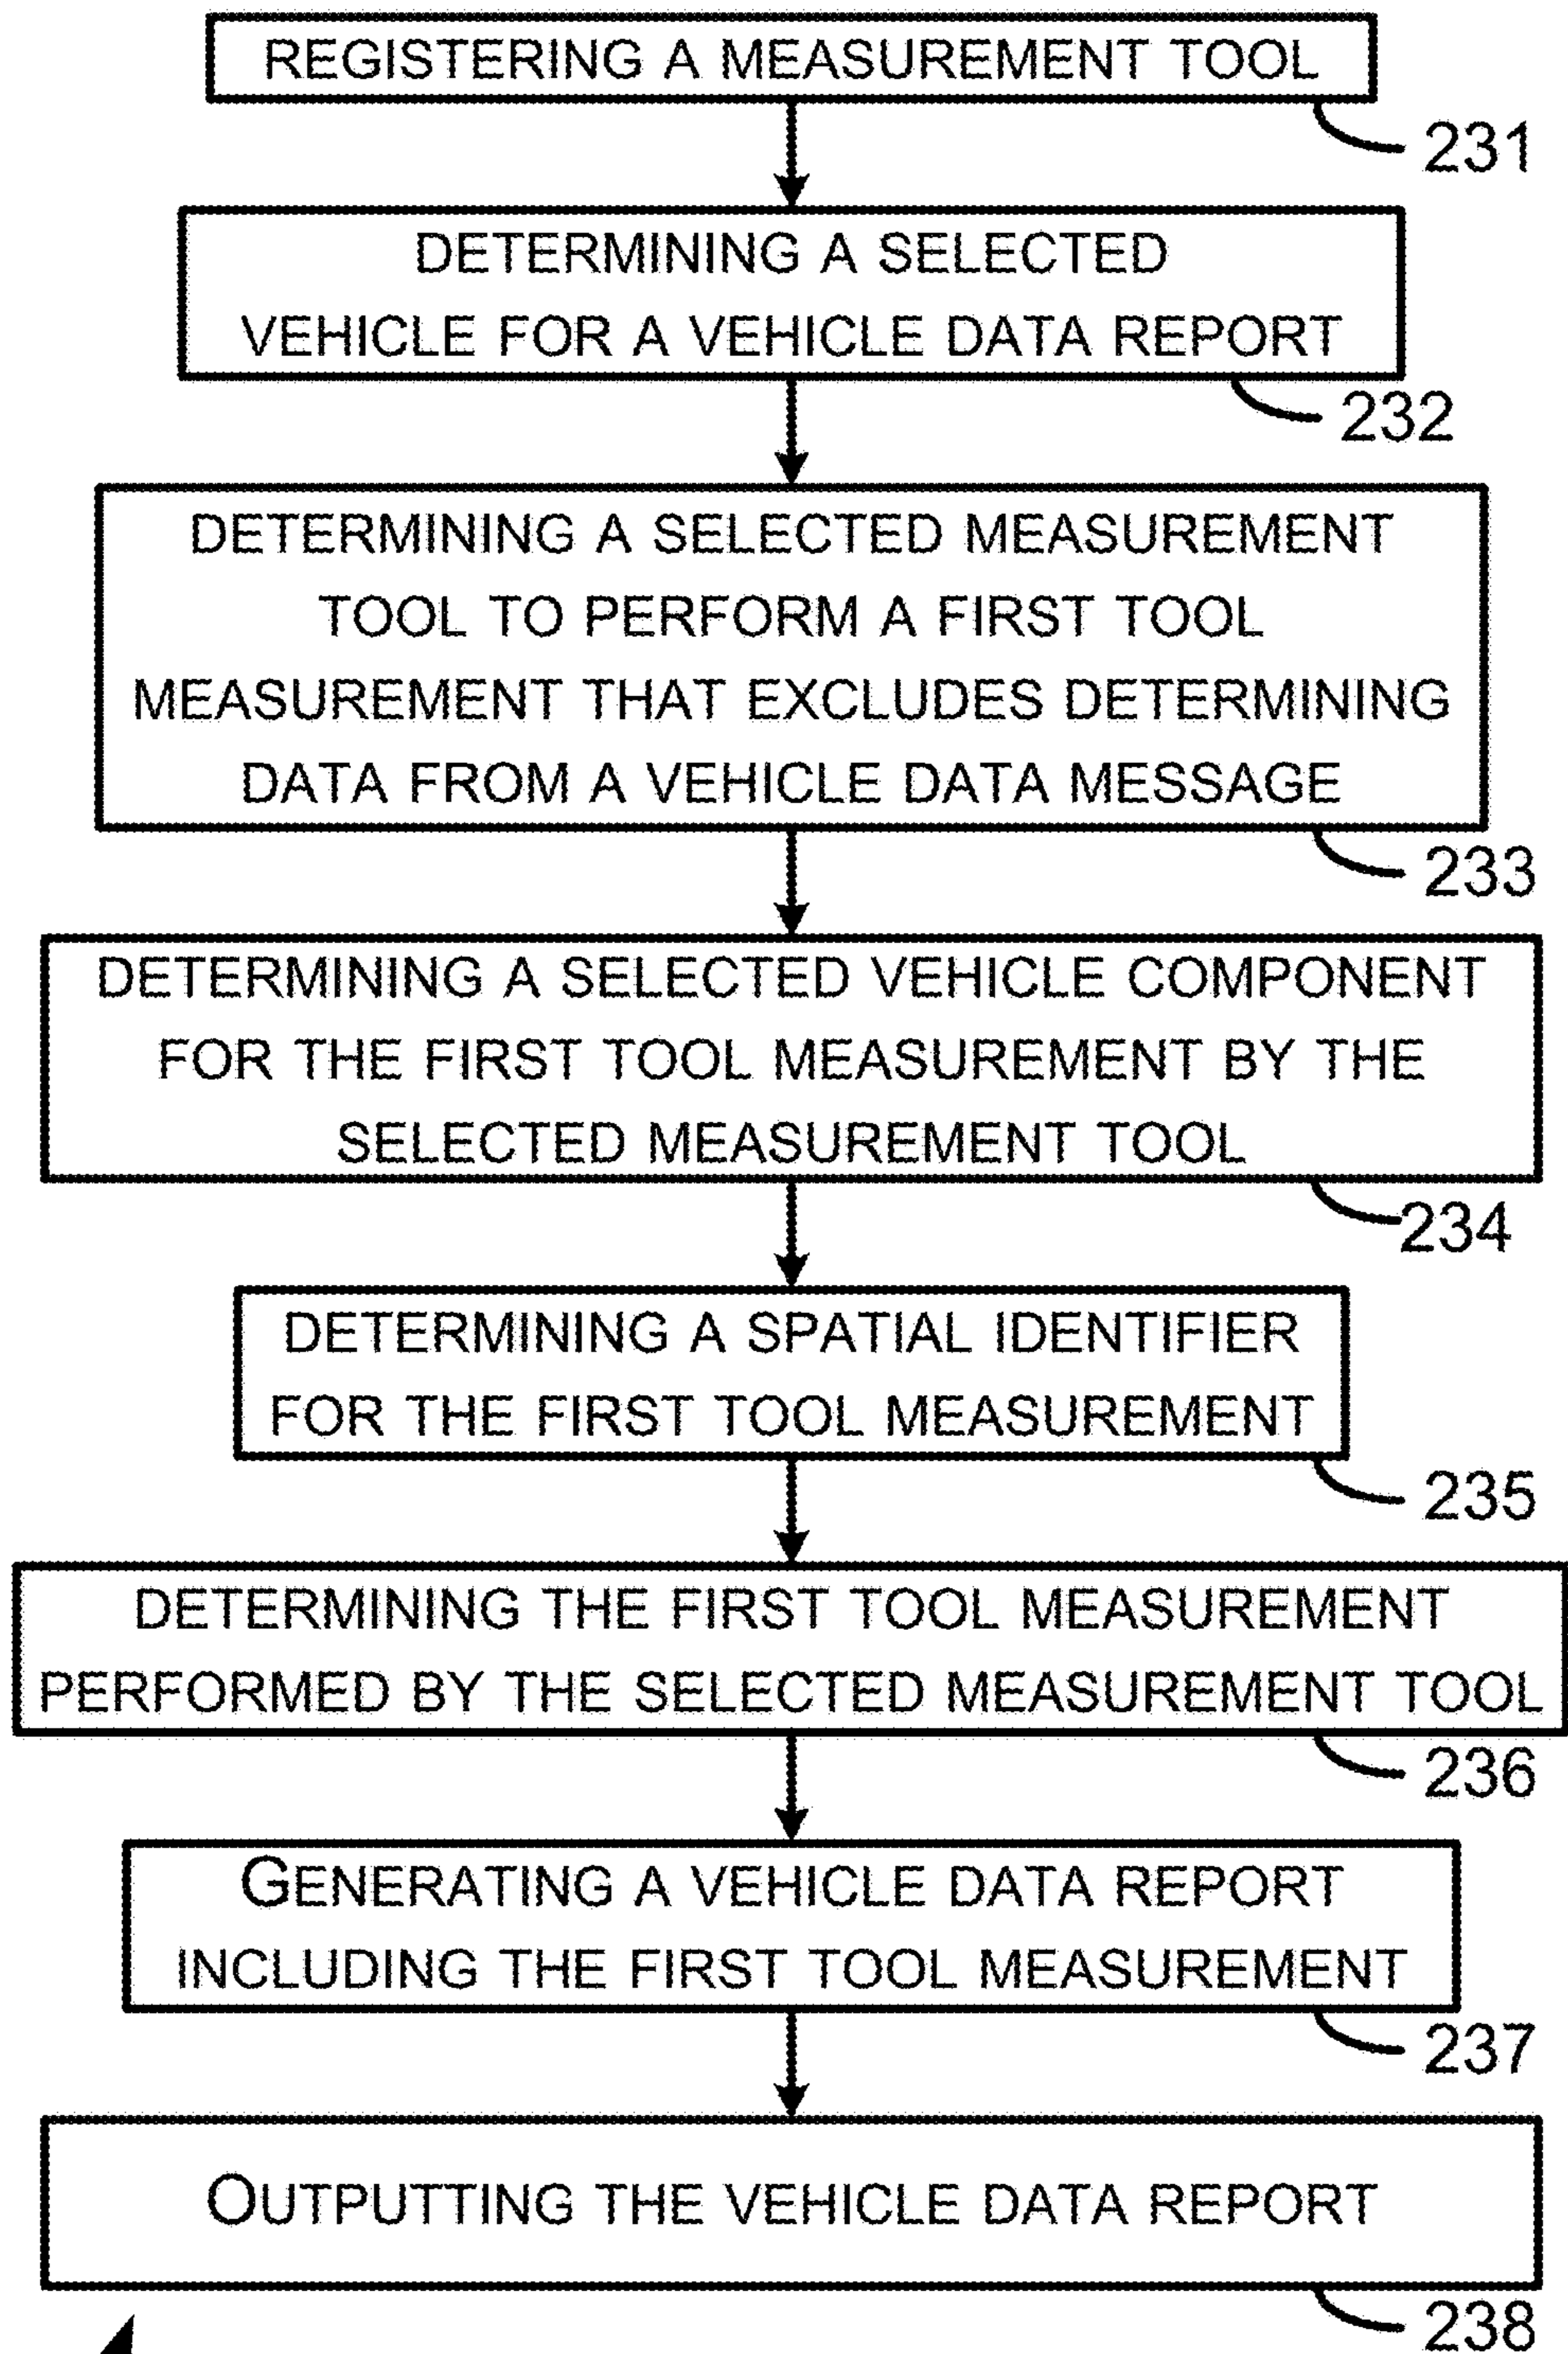 REGISTERING A MEASUREMENT TOOL
231
DETERMINING A SELECTED
VEHICLE FOR A VEHICLE DATA REPORT
232
DETERMINING A SELECTED MEASUREMENT
TOOL TO PERFORM A FIRST TOOL
MEASUREMENT THAT EXCLUDES DETERMINING
DATA FROM A VEHICLE DATA MESSAGE
233
DETERMINING A SELECTED VEHICLE COMPONENT
FOR THE FIRST TOOL MEASUREMENT BY THE
SELECTED MEASUREMENT TOOL
234
DETERMINING A SPATIAL IDENTIFIER
FOR THE FIRST TOOL MEASUREMENT
235
DETERMINING THE FIRST TOOL MEASUREMENT
PERFORMED BY THE SELECTED MEASUREMENT TOOL
236
GENERATING A VEHICLE DATA REPORT
INCLUDING THE FIRST TOOL MEASUREMENT
237
OUTPUTTING THE VEHICLE DATA REPORT
238